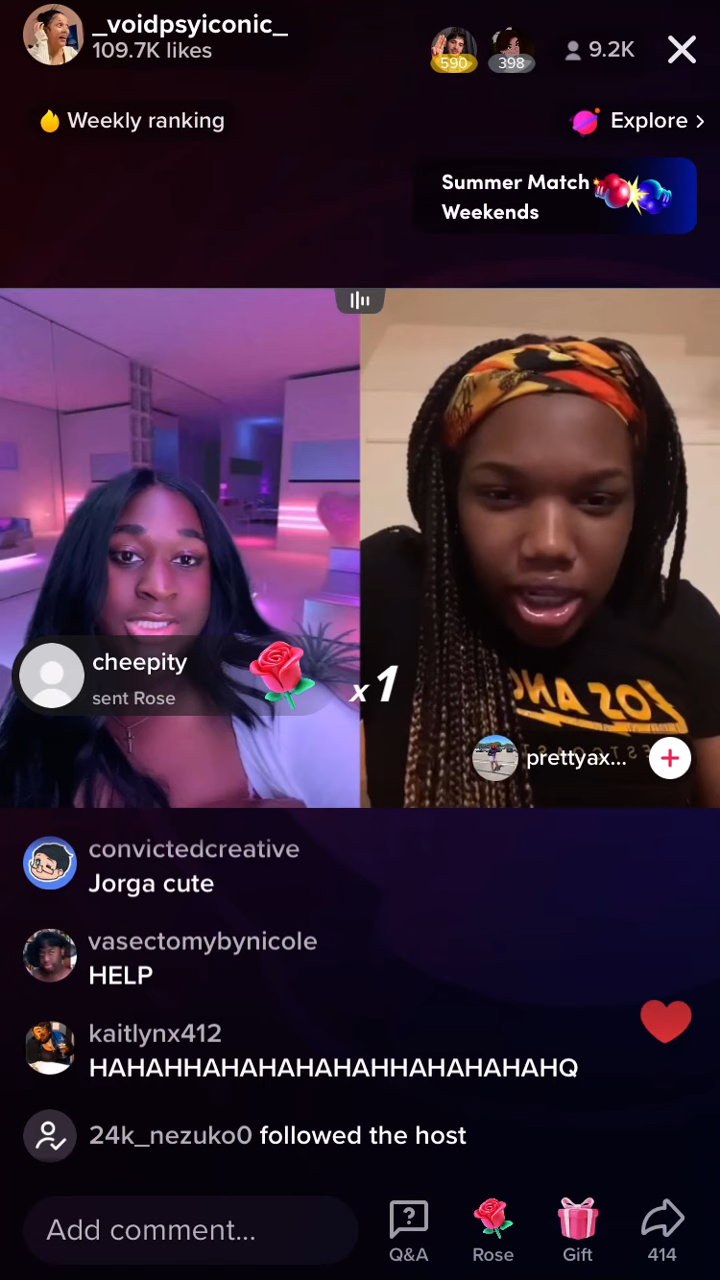 _voidpsyiconic_
109.7K likes
590
398
9.2K
Weekly ranking
Explore >
Summer Match
Weekends
cheepity
sent Rose
x1
prettyax...
convictedcreative
Jorga cute
vasectomybynicole
HELP
kaitlynx412
HAHAHHAHAHAHAHAHHAHAHAHAHQ
24k_nezuko0 followed the host
Add comment...
Q&A
Rose
Gift
414